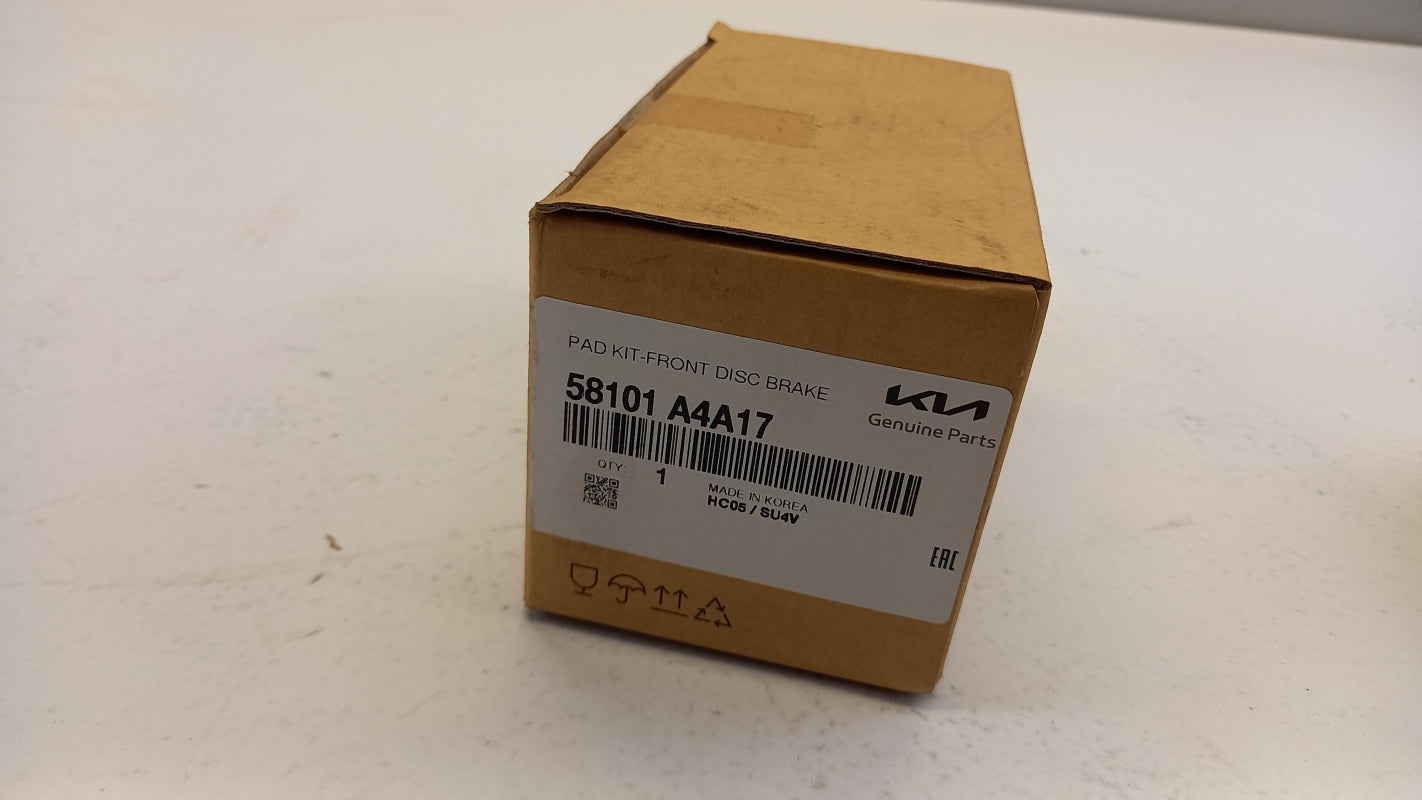 PAD KIT-FRONT DISC BRAKE
58101 A4A17
KIA
Genuine Parts
QTY: 1
MADE IN KOREA
HC05 / SU4V
EAC